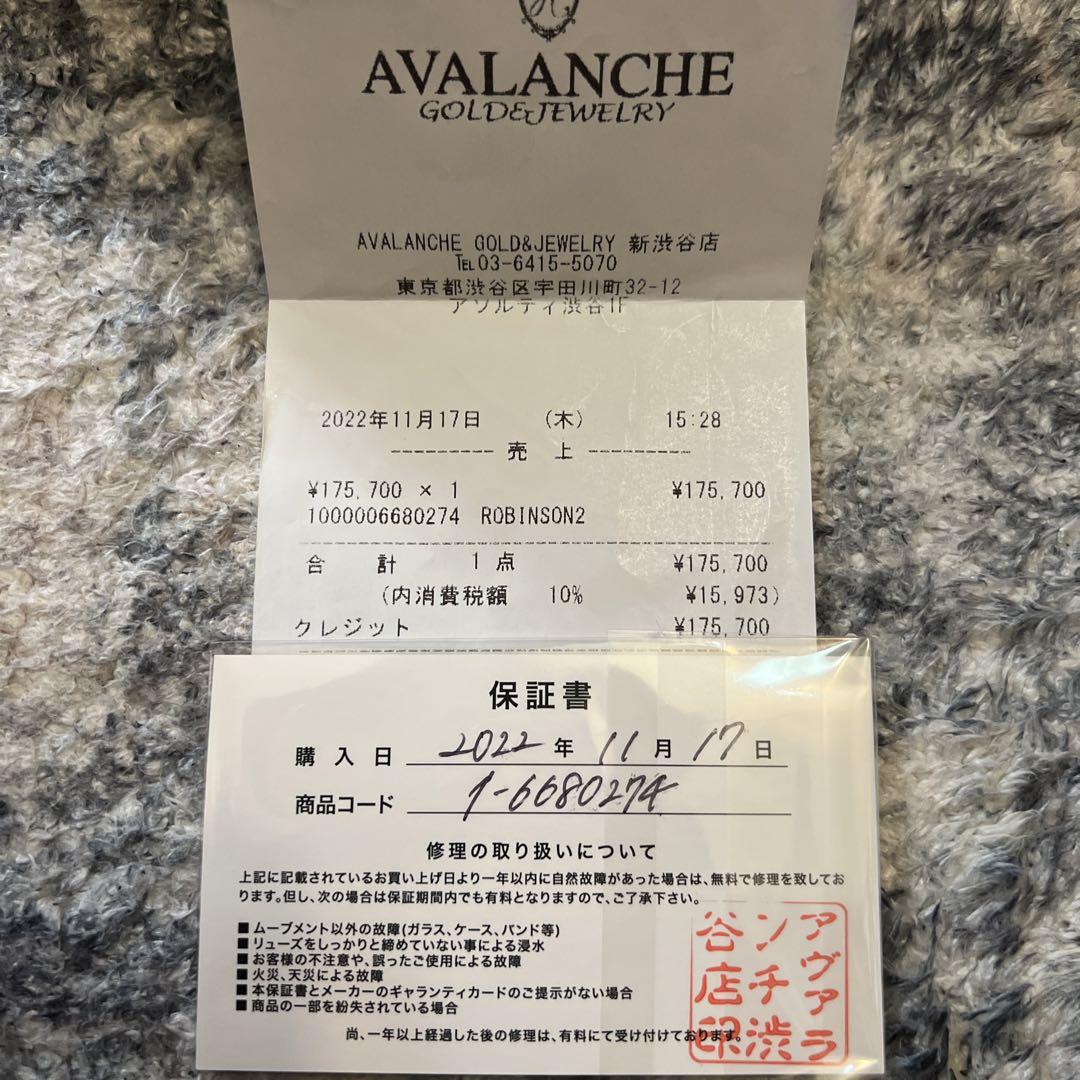 AVALANCHE
GOLD&JEWELRY
AVALANCHE GOLD&JEWELRY 新渋谷店
℡03-6415-5070
東京都渋谷区宇田川町32-12
アソルティ渋谷1F
2022年11月17日 (木) 15:28
売 上
¥175,700 × 1 ¥175,700
1000006680274 ROBINSON2
合 計 1点 ¥175,700
(内消費税額 10% ¥15,973)
クレジット ¥175,700
保証書
購入日 2022年11月17日
商品コード 1-6680274
修理の取り扱いについて
上記に記載されているお買い上げ日より一年以内に自然故障があった場合は、無料で修理を致してお
ります。但し、次の場合は保証期間内でも有料となりますので、ご了承下さい。
■ムーブメント以外の故障(ガラス、ケース、バンド等)
■リューズをしっかりと締めていない事による浸水
■お客様の不注意や、誤ったご使用による故障
■火災、天災による故障
■本保証書とメーカーのギャランティカードのご提示がない場合
■商品の一部を紛失されている場合
尚、一年以上経過した後の修理は、有料にて受け付けております。
アヴァラ
ンチ渋
谷店印